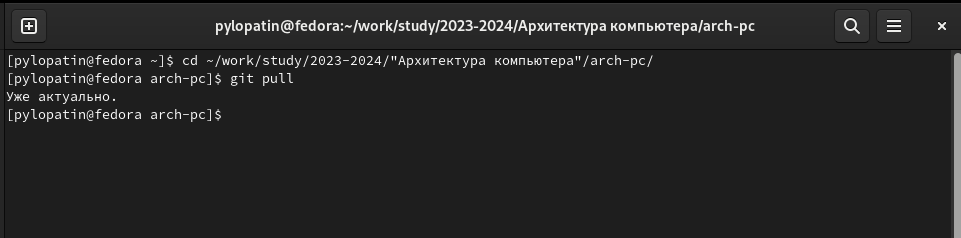 pylopatin@fedora:~/work/study/2023-2024/Архитектура компьютера/arch-pc
[pylopatin@fedora ~]$ cd ~/work/study/2023-2024/"Архитектура компьютера"/arch-pc/
[pylopatin@fedora arch-pc]$ git pull
Уже актуально.
[pylopatin@fedora arch-pc]$